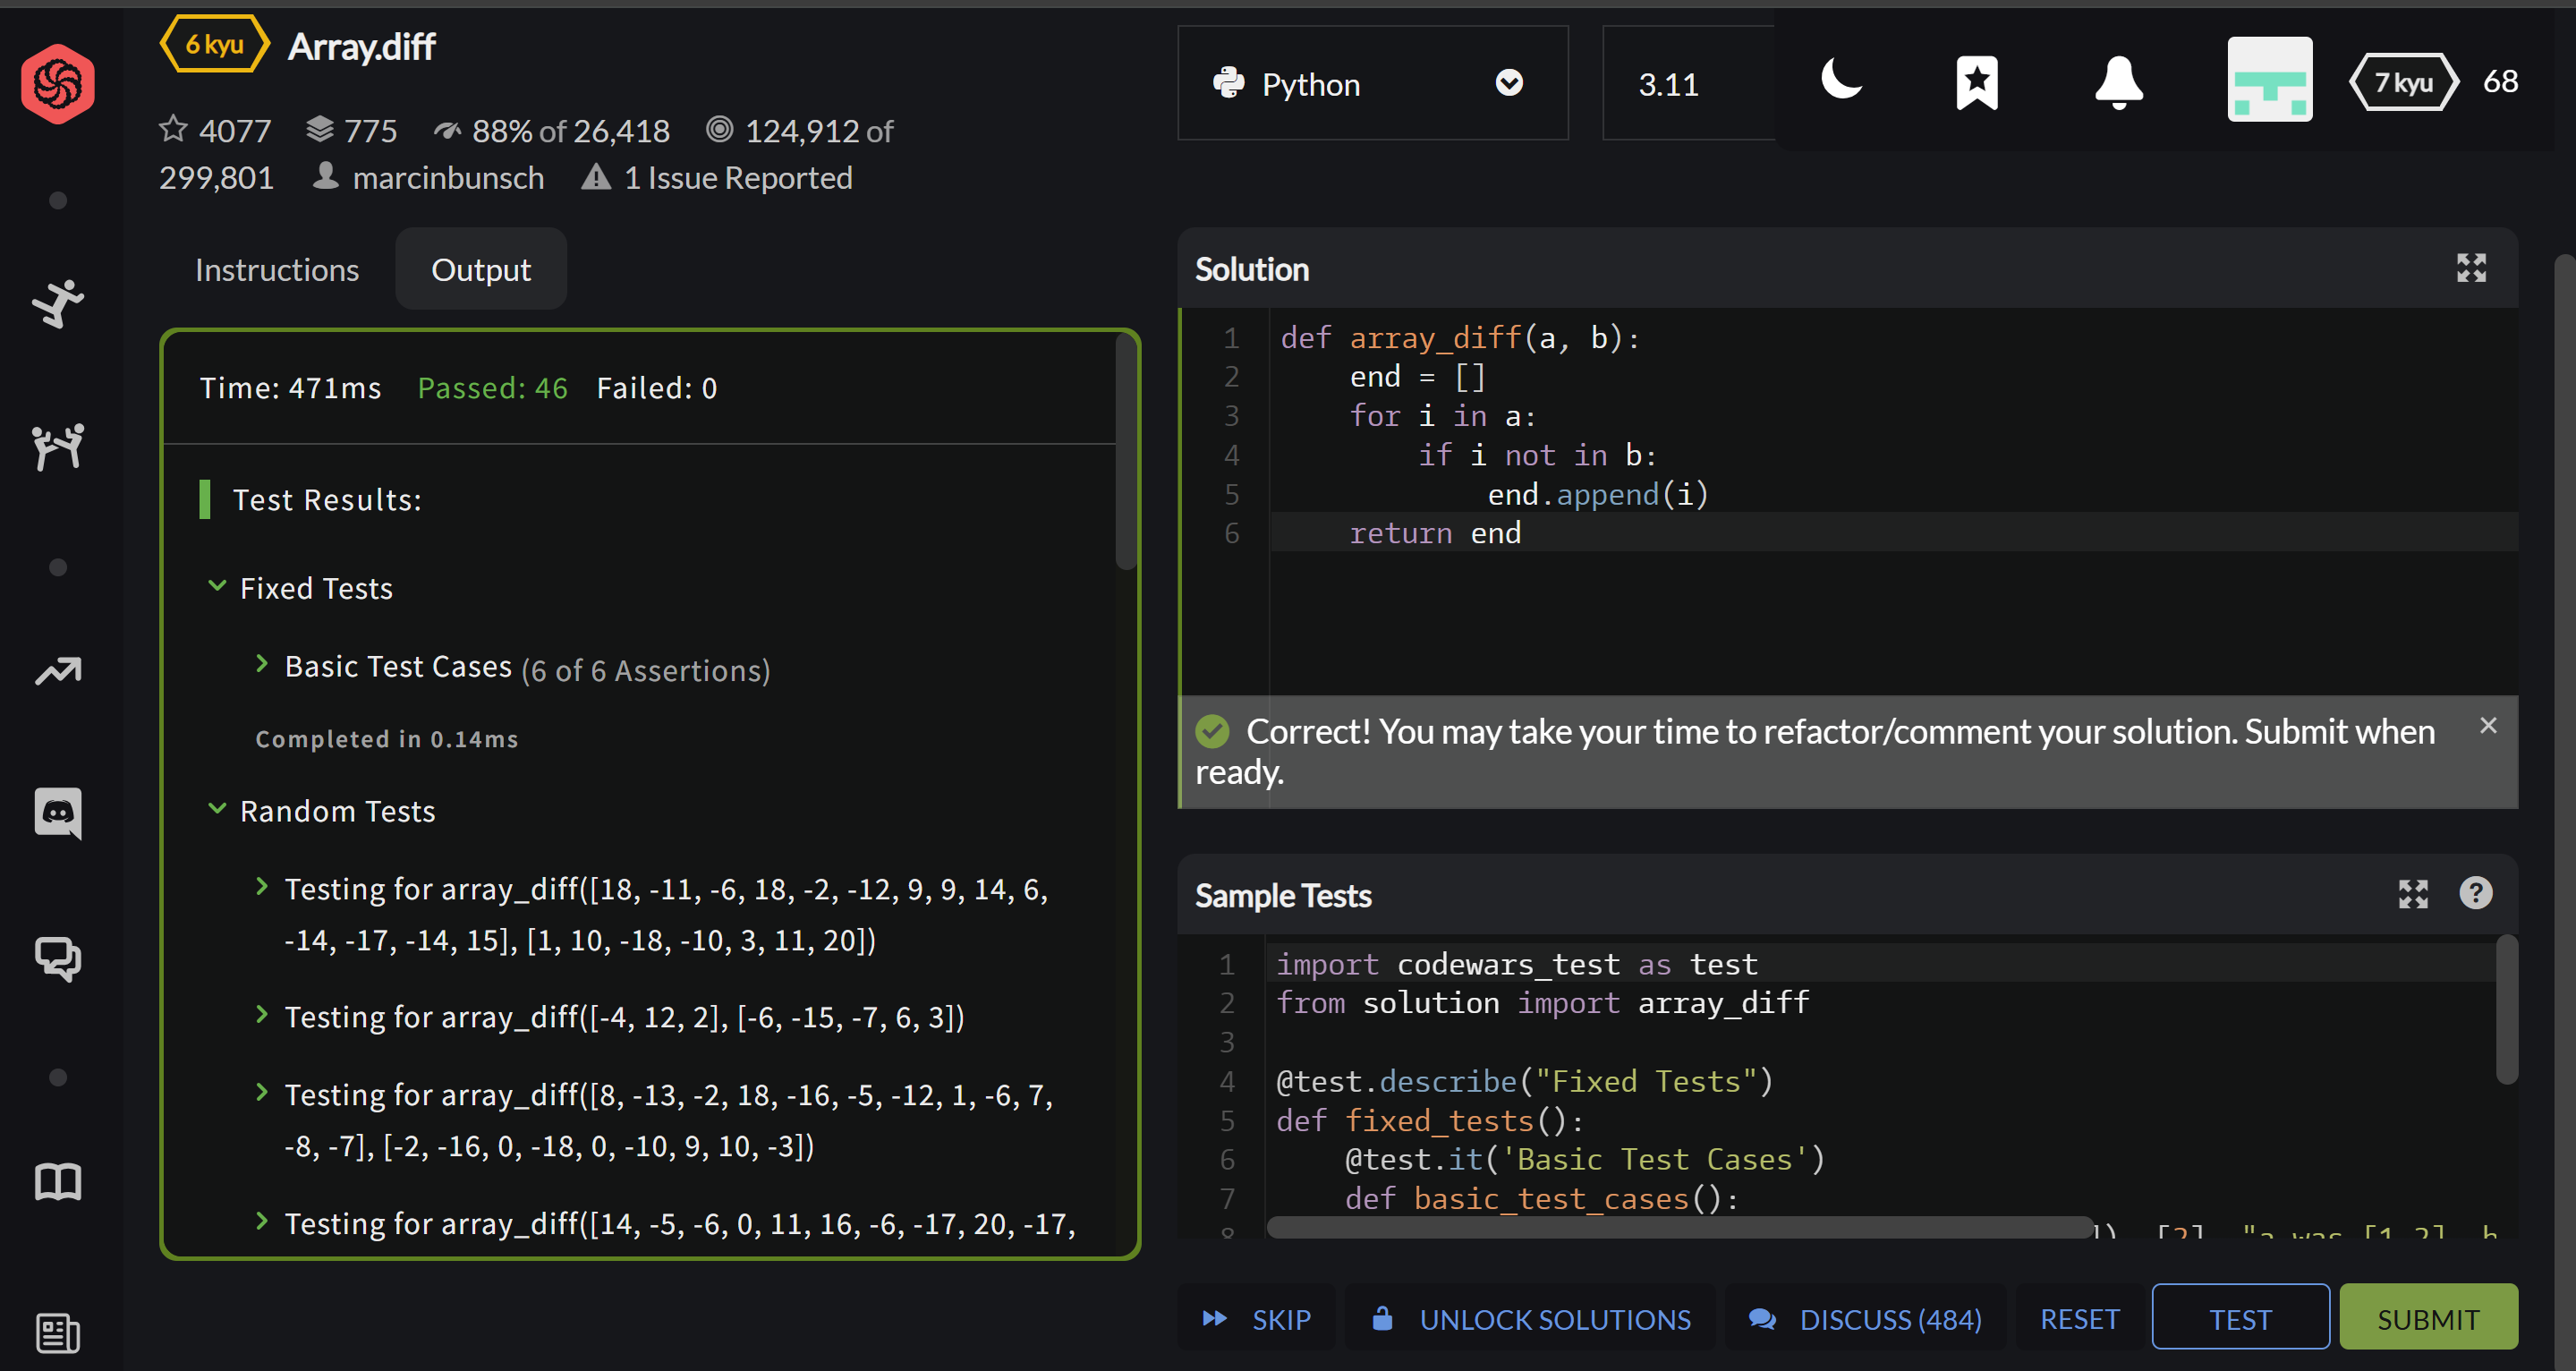 6 kyu Array.diff
4077 775 88% of 26,418 124,912 of
299,801 marcinbunsch 1 Issue Reported
Python 3.11
7 kyu 68
Instructions Output
Time: 471ms Passed: 46 Failed: 0
Test Results:
Fixed Tests
Basic Test Cases (6 of 6 Assertions)
Completed in 0.14ms
Random Tests
Testing for array_diff([18, -11, -6, 18, -2, -12, 9, 9, 14, 6,
-14, -17, -14, 15], [1, 10, -18, -10, 3, 11, 20])
Testing for array_diff([-4, 12, 2], [-6, -15, -7, 6, 3])
Testing for array_diff([8, -13, -2, 18, -16, -5, -12, 1, -6, 7,
-8, -7], [-2, -16, 0, -18, 0, -10, 9, 10, -3])
Testing for array_diff([14, -5, -6, 0, 11, 16, -6, -17, 20, -17,
Solution
1 def array_diff(a, b):
2     end = []
3     for i in a:
4         if i not in b:
5             end.append(i)
6     return end
Correct! You may take your time to refactor/comment your solution. Submit when
ready.
Sample Tests
1 import codewars_test as test
2 from solution import array_diff
3
4 @test.describe("Fixed Tests")
5 def fixed_tests():
6     @test.it('Basic Test Cases')
7     def basic_test_cases():
8 ]), [2], "a was [1,2], b
SKIP UNLOCK SOLUTIONS DISCUSS (484) RESET TEST SUBMIT